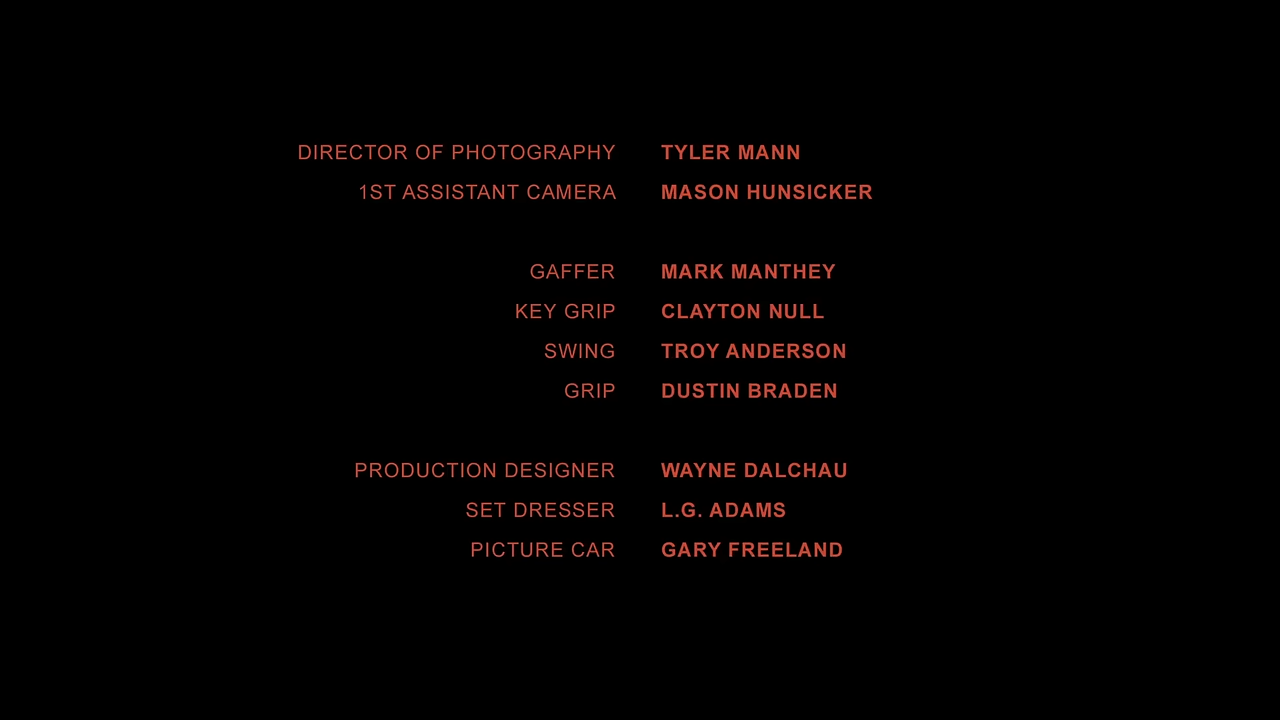 DIRECTOR OF PHOTOGRAPHY TYLER MANN
1ST ASSISTANT CAMERA MASON HUNSICKER
GAFFER MARK MANTHEY
KEY GRIP CLAYTON NULL
SWING TROY ANDERSON
GRIP DUSTIN BRADEN
PRODUCTION DESIGNER WAYNE DALCHAU
SET DRESSER L.G. ADAMS
PICTURE CAR GARY FREELAND